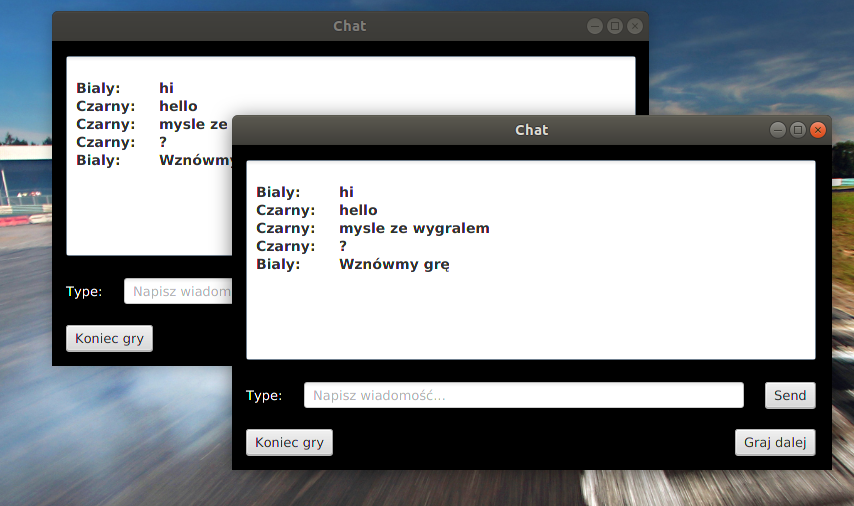 Chat
Bialy: hi
Czarny: hello
Czarny: mysle ze
Czarny: ?
Bialy: Wznówmy
Type: Napisz wiadom
Koniec gry
Chat
Bialy: hi
Czarny: hello
Czarny: mysle ze wygralem
Czarny: ?
Bialy: Wznówmy grę
Type: Napisz wiadomość... Send
Koniec gry Graj dalej